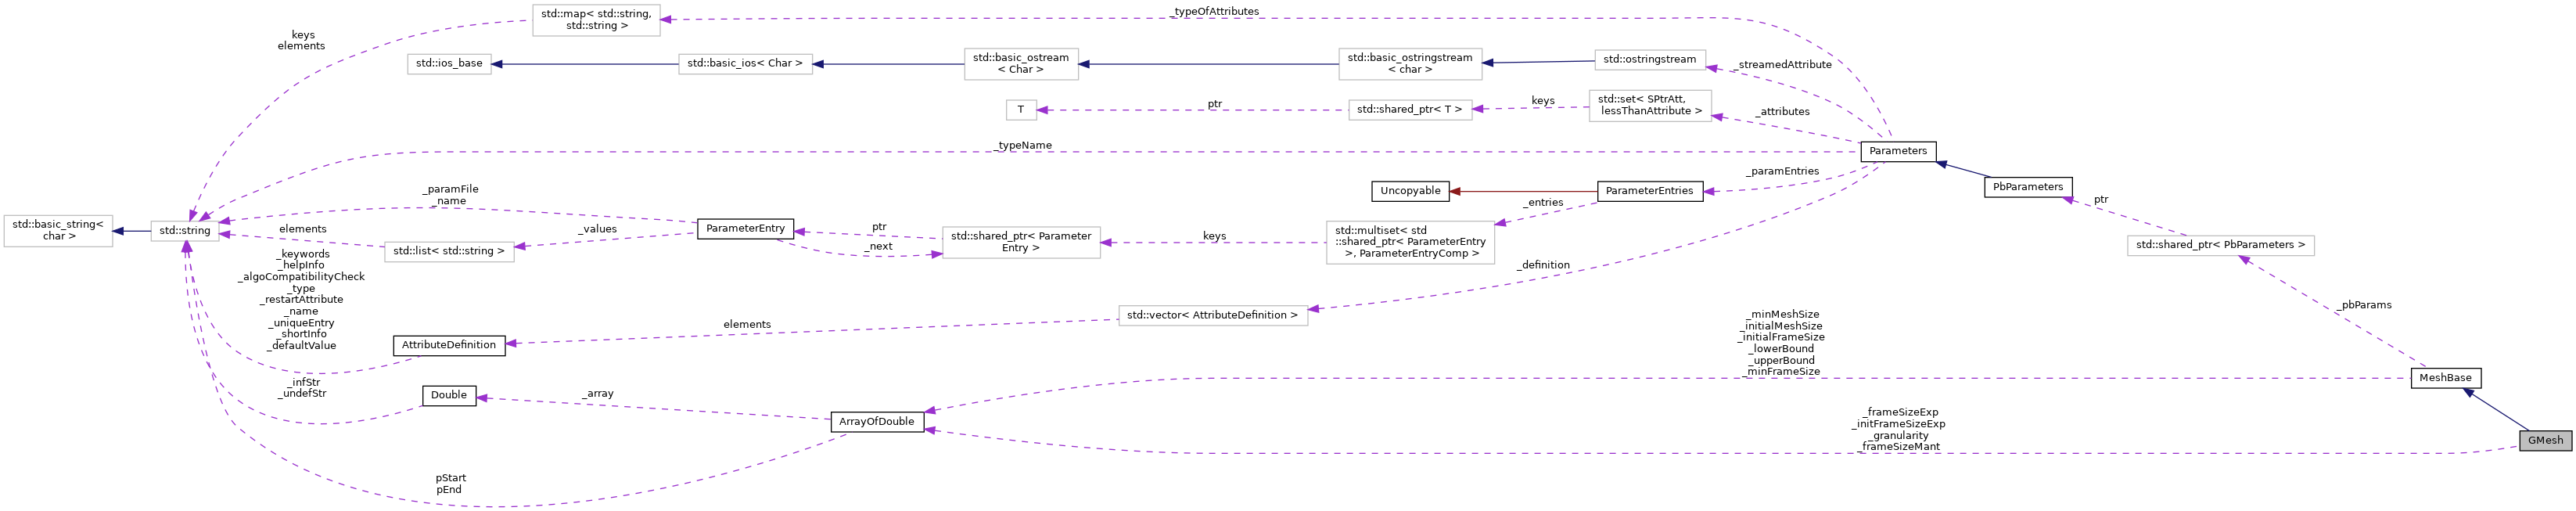 std::map< std::string,
std::string >
_typeOfAttributes
keys
elements
std::ios_base
std::basic_ios< Char >
std::basic_ostream
< Char >
std::basic_ostringstream
< char >
std::ostringstream
_streamedAttribute
T
ptr
std::shared_ptr< T >
keys
std::set< SPtrAtt,
lessThanAttribute >
_attributes
_typeName
Parameters
_paramFile
_name
Uncopyable
ParameterEntries
_paramEntries
PbParameters
_entries
ptr
std::basic_string<
char >
std::string
elements
std::list< std::string >
_values
ParameterEntry
ptr
_next
std::shared_ptr< Parameter
Entry >
keys
std::multiset< std
::shared_ptr< ParameterEntry
>, ParameterEntryComp >
std::shared_ptr< PbParameters >
_keywords
_helpInfo
_algoCompatibilityCheck
_type
_restartAttribute
_name
_uniqueEntry
_shortInfo
_defaultValue
_definition
AttributeDefinition
elements
std::vector< AttributeDefinition >
_pbParams
_minMeshSize
_initialMeshSize
_initialFrameSize
_lowerBound
_upperBound
_minFrameSize
MeshBase
_infStr
_undefStr
Double
_array
ArrayOfDouble
_frameSizeExp
_initFrameSizeExp
_granularity
_frameSizeMant
GMesh
pStart
pEnd